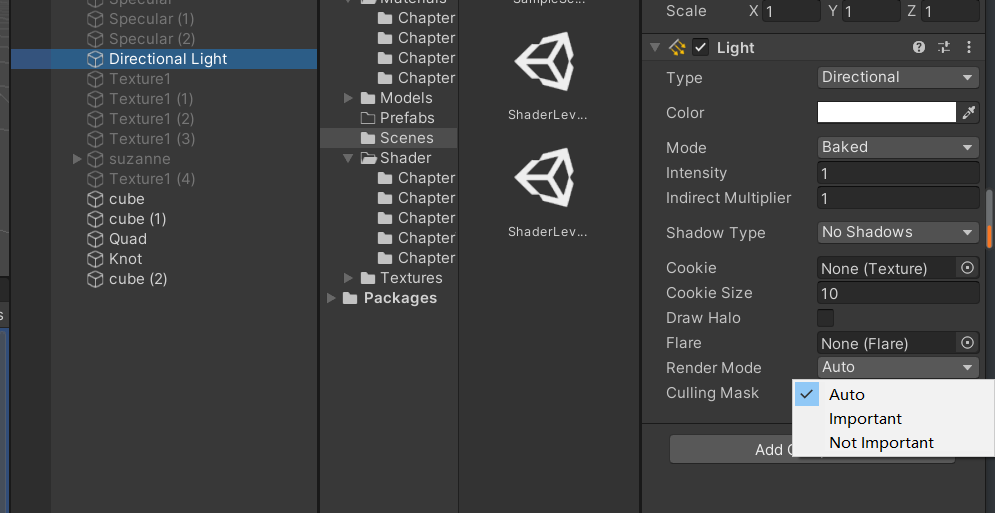 Specular
Specular (1)
Specular (2)
Directional Light
Texture1
Texture1 (1)
Texture1 (2)
Texture1 (3)
suzanne
Texture1 (4)
cube
cube (1)
Quad
Knot
cube (2)
Materials
Chapter
Chapter
Chapter
Chapter
Models
Prefabs
Scenes
Shader
Chapter
Chapter
Chapter
Chapter
Chapter
Textures
Packages
SampleSc...
ShaderLev...
ShaderLev...
Scale X 1 Y 1 Z 1
Light
Type Directional
Color
Mode Baked
Intensity 1
Indirect Multiplier 1
Shadow Type No Shadows
Cookie None (Texture)
Cookie Size 10
Draw Halo
Flare None (Flare)
Render Mode Auto
Culling Mask
Auto
Important
Not Important
Add